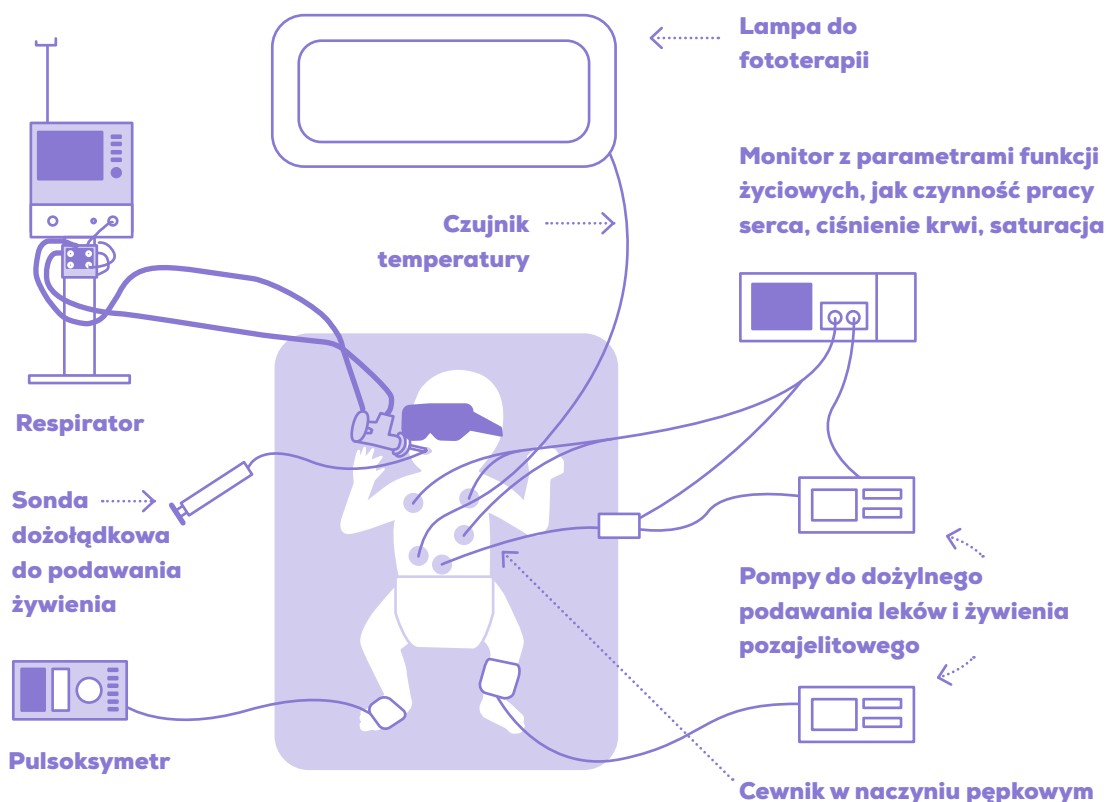 Lampa do
fototerapii
Monitor z parametrami funkcji
życiowych, jak czynność pracy
serca, ciśnienie krwi, saturacja
Czujnik
temperatury
Respirator
Sonda
dożołądkowa
do podawania
żywienia
Pompy do dożylnego
podawania leków i żywienia
pozajelitowego
Pulsoksymetr
Cewnik w naczyniu pępkowym